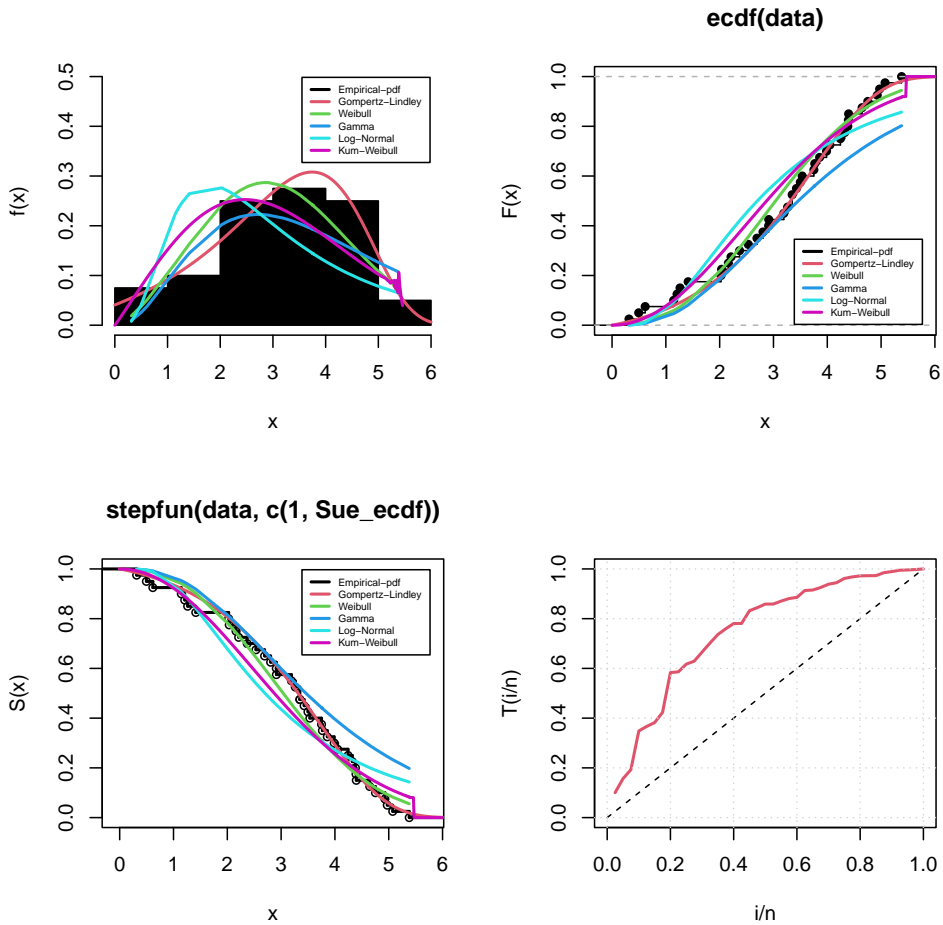 ecdf(data)
f(x)
0.0 0.1 0.2 0.3 0.4 0.5
Empirical−pdf
Gompertz−Lindley
Weibull
Gamma
Log−Normal
Kum−Weibull
0 1 2 3 4 5 6
x
F(x)
0.0 0.2 0.4 0.6 0.8 1.0
Empirical−pdf
Gompertz−Lindley
Weibull
Gamma
Log−Normal
Kum−Weibull
0 1 2 3 4 5 6
x
stepfun(data, c(1, Sue_ecdf))
S(x)
0.0 0.2 0.4 0.6 0.8 1.0
Empirical−pdf
Gompertz−Lindley
Weibull
Gamma
Log−Normal
Kum−Weibull
0 1 2 3 4 5 6
x
T(i/n)
0.0 0.2 0.4 0.6 0.8 1.0
0.0 0.2 0.4 0.6 0.8 1.0
i/n